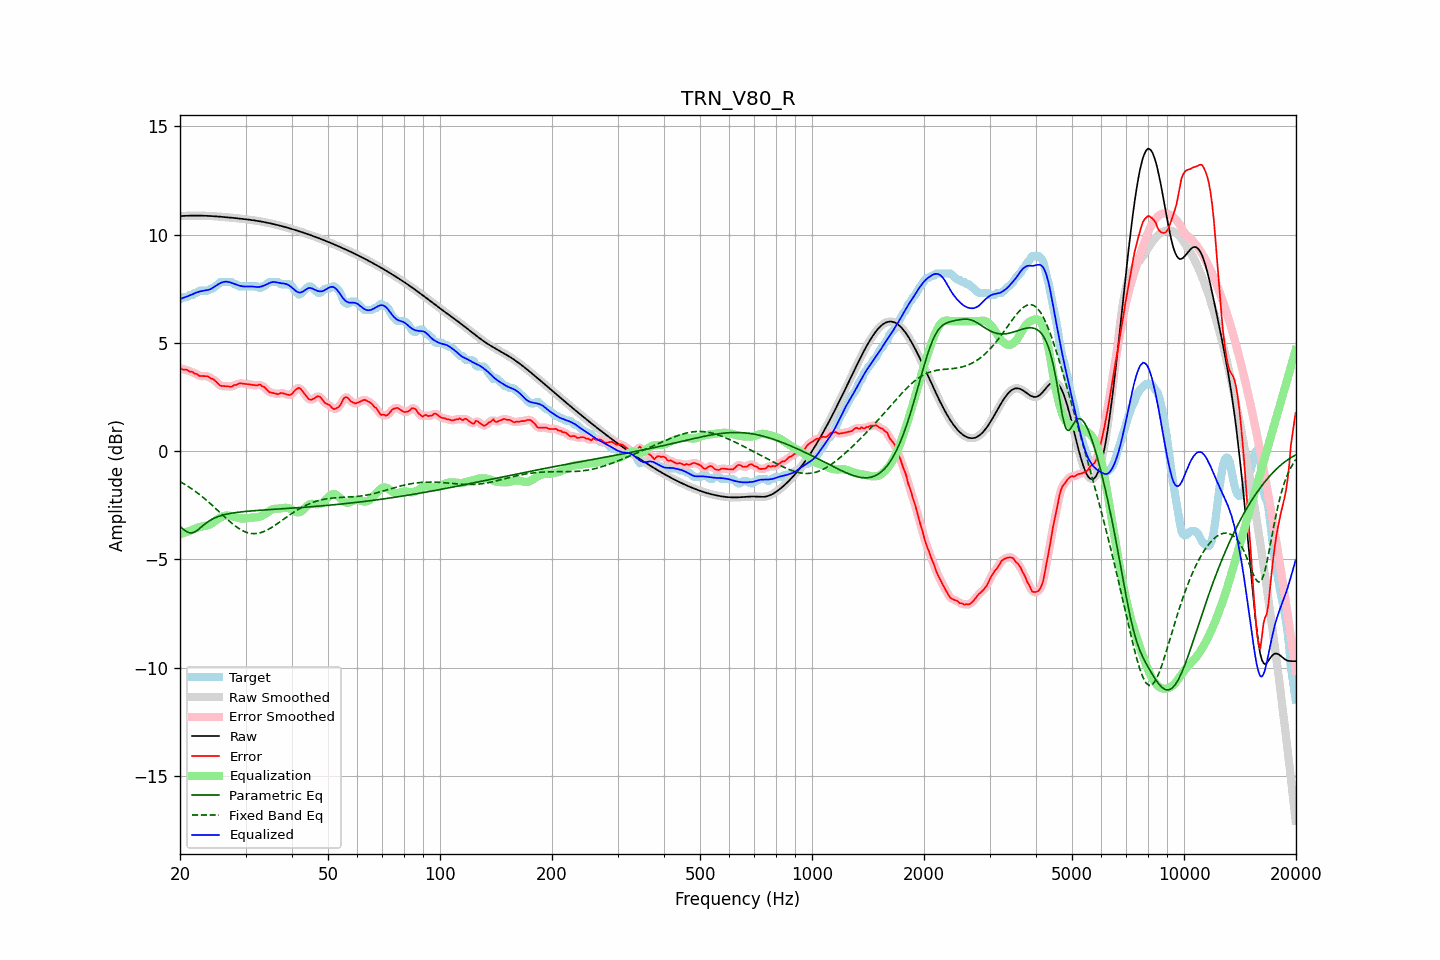 TRN_V80_R
15
10
5
0
−5
−10
−15
Amplitude (dBr)
Target
Raw Smoothed
Error Smoothed
Raw
Error
Equalization
Parametric Eq
Fixed Band Eq
Equalized
20 50 100 200 500 1000 2000 5000 10000 20000
Frequency (Hz)